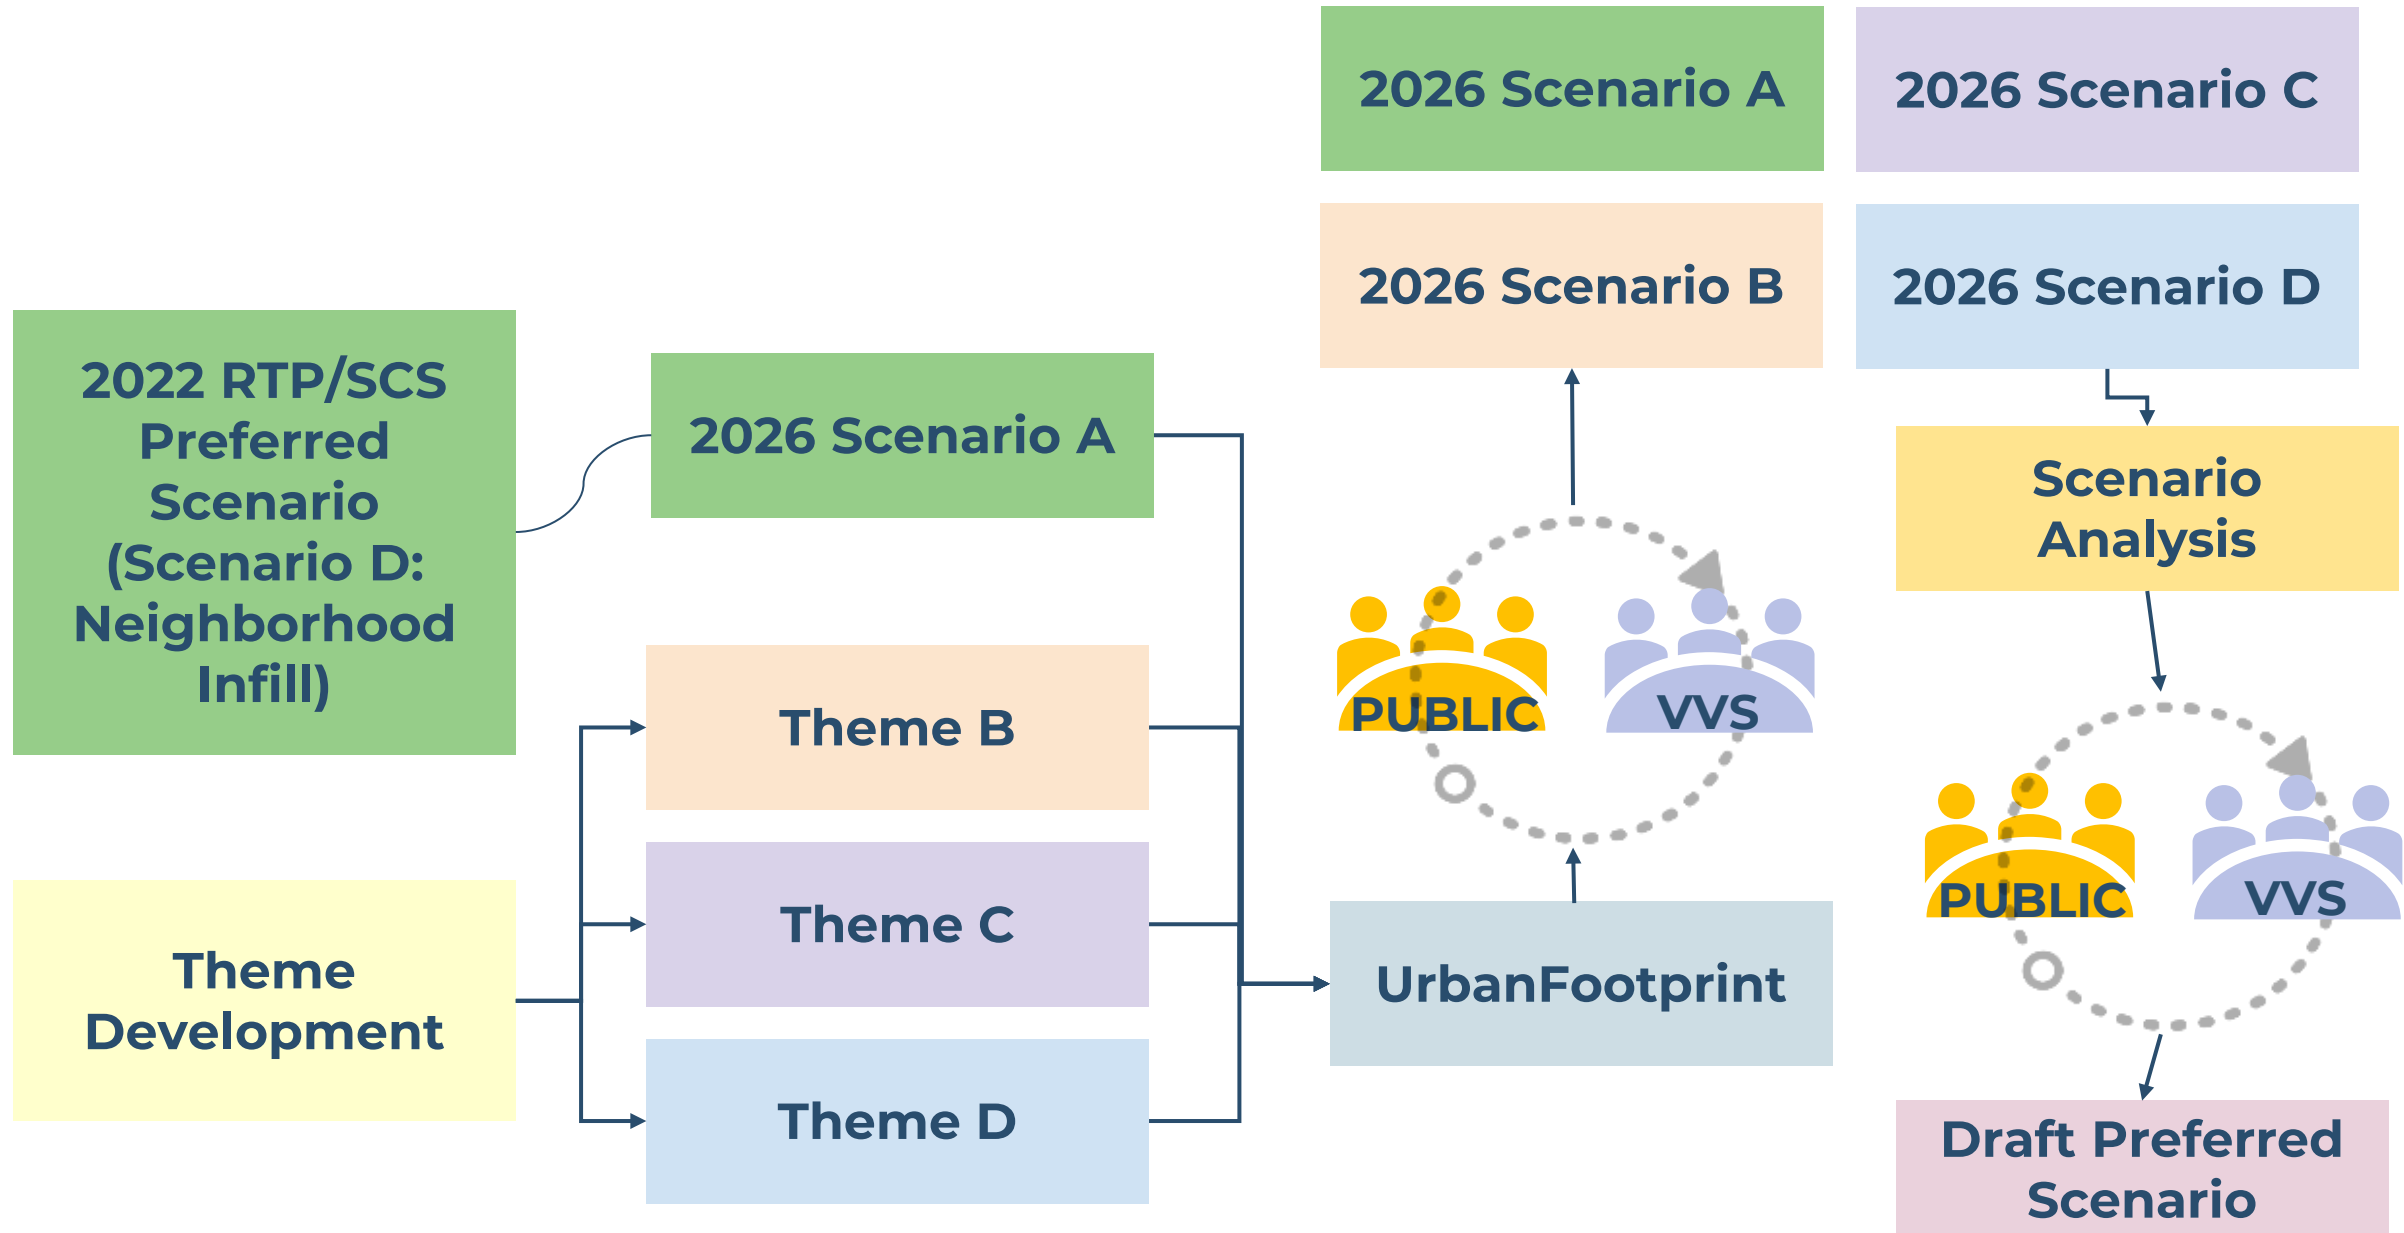 2022 RTP/SCS
Preferred
Scenario
(Scenario D:
Neighborhood
Infill)
Theme
Development
2026 Scenario A
Theme B
Theme C
Theme D
UrbanFootprint
PUBLIC
VVS
2026 Scenario A
2026 Scenario B
2026 Scenario C
2026 Scenario D
Scenario
Analysis
PUBLIC
VVS
Draft Preferred
Scenario